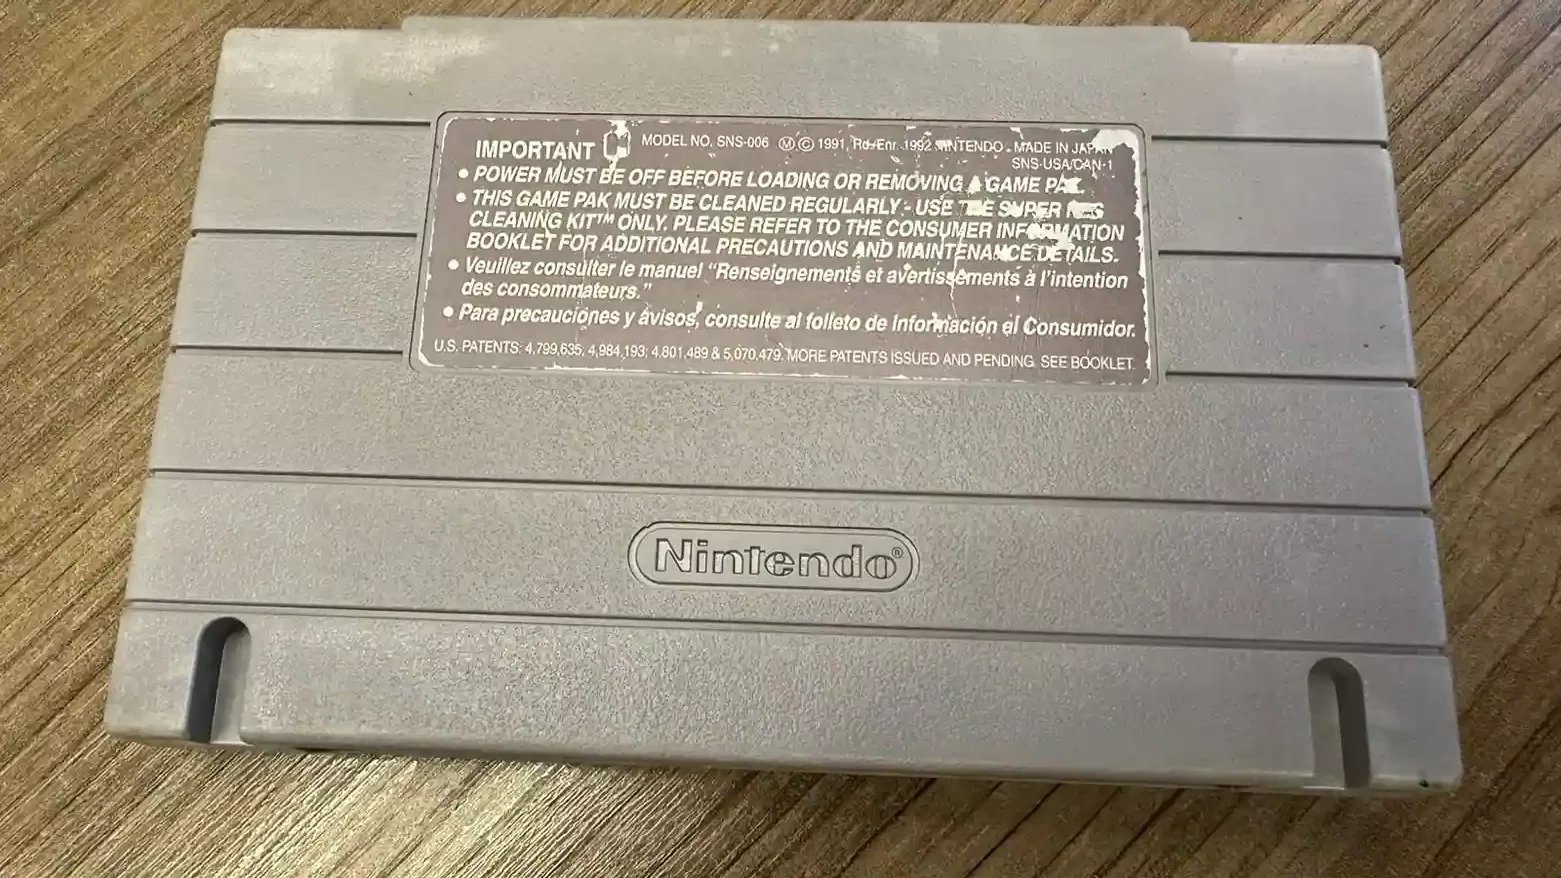 IMPORTANT MODEL NO. SNS-006 Ⓜ © 1991, Rd./Enr. 1992 NINTENDO - MADE IN JAPAN
SNS-USA/CAN-1
• POWER MUST BE OFF BEFORE LOADING OR REMOVING A GAME PAK
• THIS GAME PAK MUST BE CLEANED REGULARLY - USE THE SUPER NES
CLEANING KIT™ ONLY. PLEASE REFER TO THE CONSUMER INFORMATION
BOOKLET FOR ADDITIONAL PRECAUTIONS AND MAINTENANCE DETAILS.
• Veuillez consulter le manuel "Renseignements et avertissements à l'intention
des consommateurs."
• Para precauciones y avisos, consulte al folleto de Información al Consumidor.
U.S. PATENTS: 4,799,635; 4,984,193; 4,801,489 & 5,070,479. MORE PATENTS ISSUED AND PENDING. SEE BOOKLET.
Nintendo®